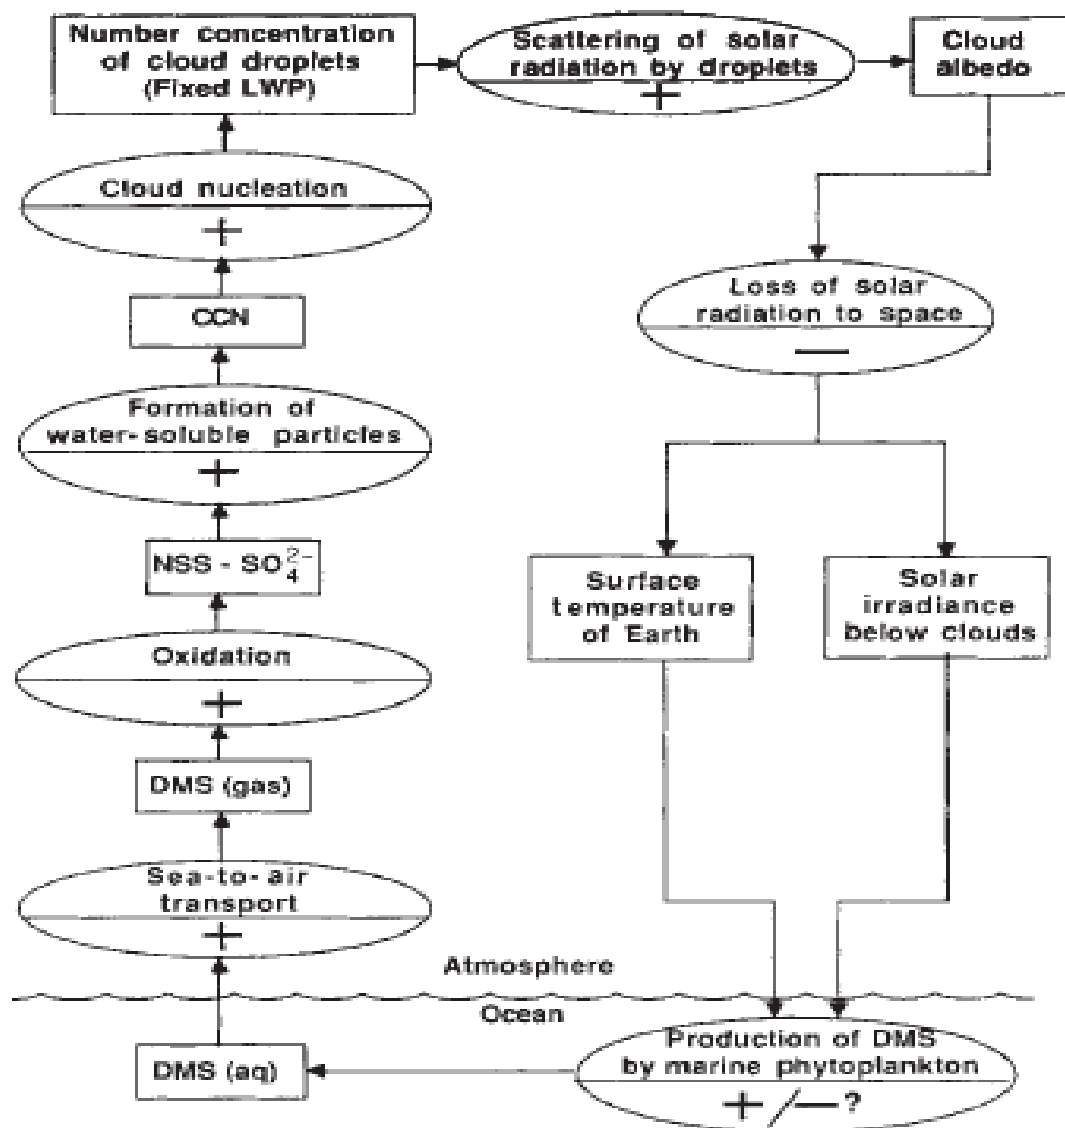 Number concentration
of cloud droplets
(Fixed LWP)
Scattering of solar
radiation by droplets
+
Cloud
albedo
Cloud nucleation
+
Loss of solar
radiation to space
—
CCN
Formation of
water-soluble particles
+
NSS - SO₄²⁻
Surface
temperature
of Earth
Solar
irradiance
below clouds
Oxidation
+
DMS (gas)
Sea-to-air
transport
+
Atmosphere
Ocean
DMS (aq)
Production of DMS
by marine phytoplankton
+ / — ?